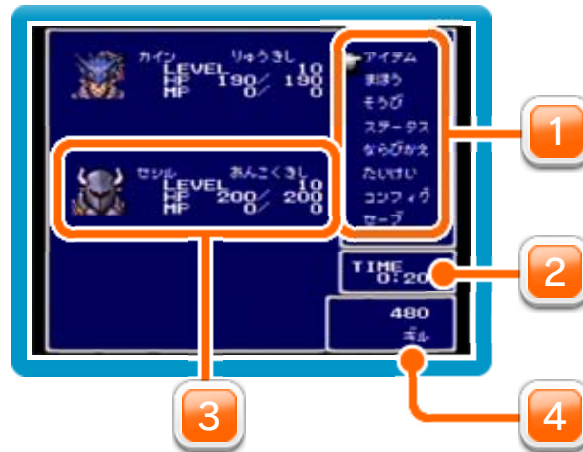 カイン りゅうきし
LEVEL 10
HP 190/ 190
MP 0/ 0
セシル あんこくきし
LEVEL 10
HP 200/ 200
MP 0/ 0
アイテム
まほう
そうび
ステータス
ならびかえ
たいけい
コンフィグ
セーブ
TIME
0:20
480
ギル
1
2
3
4